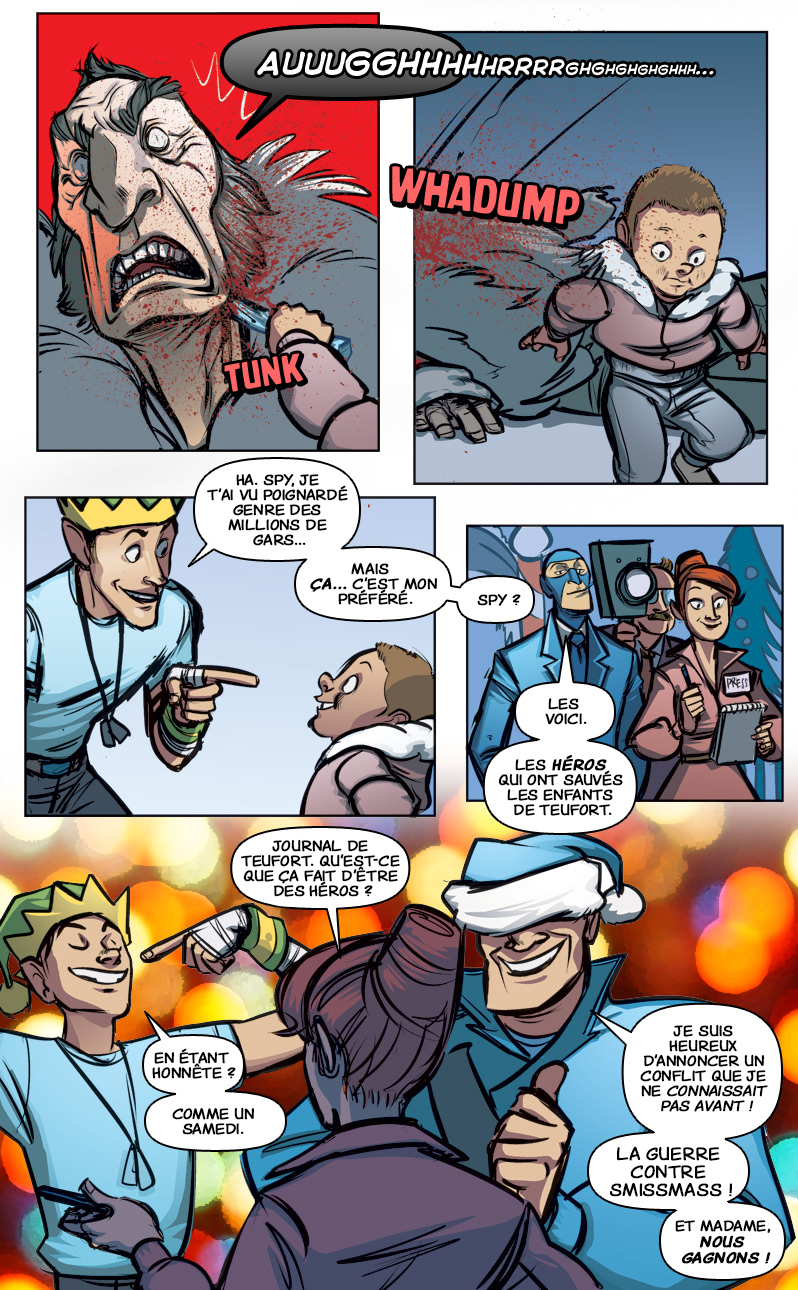 AUUUGGHHHHHRRRRGHGHGHGHGHHH...
WHADUMP
TUNK
HA. SPY, JE
T'AI VU POIGNARDÉ
GENRE DES
MILLIONS DE
GARS...
MAIS
ÇA... C'EST MON
PRÉFÉRÉ.
SPY ?
PRESS
LES
VOICI.
LES HÉROS
QUI ONT SAUVÉS
LES ENFANTS
DE TEUFORT.
JOURNAL DE
TEUFORT. QU'EST-CE
QUE ÇA FAIT D'ÊTRE
DES HÉROS ?
EN ÉTANT
HONNÊTE ?
COMME UN
SAMEDI.
JE SUIS
HEUREUX
D'ANNONCER UN
CONFLIT QUE JE
NE CONNAISSAIT
PAS AVANT !
LA GUERRE
CONTRE
SMISSMASS !
ET MADAME,
NOUS
GAGNONS !